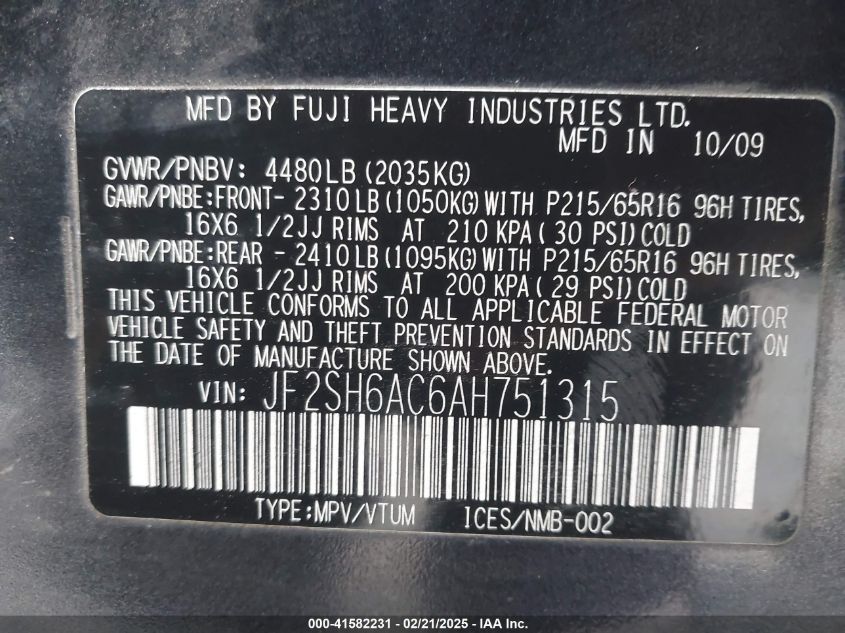 MFD BY FUJI HEAVY INDUSTRIES LTD.
MFD IN 10/09
GVWR/PNBV: 4480LB (2035KG)
GAWR/PNBE:FRONT- 2310LB (1050KG) WITH P215/65R16 96H TIRES,
16X6 1/2JJ RIMS AT 210 KPA ( 30 PSI) COLD
GAWR/PNBE:REAR - 2410LB (1095KG) WITH P215/65R16 96H TIRES,
16X6 1/2JJ RIMS AT 200 KPA ( 29 PSI) COLD
THIS VEHICLE CONFORMS TO ALL APPLICABLE FEDERAL MOTOR
VEHICLE SAFETY AND THEFT PREVENTION STANDARDS IN EFFECT ON
THE DATE OF MANUFACTURE SHOWN ABOVE.
VIN: JF2SH6AC6AH751315
TYPE:MPV/VTUM ICES/NMB-002
000-41582231 - 02/21/2025 - IAA Inc.